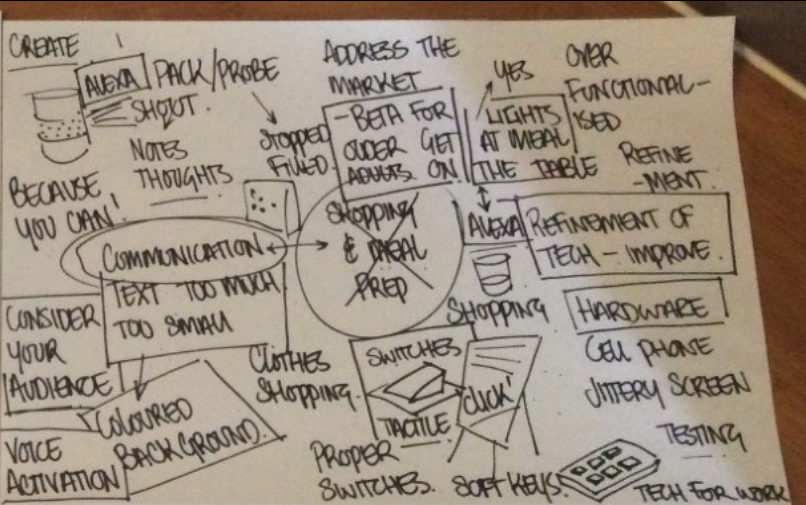 CREATE
ALEXA
PACK/PROBE
SHOUT.
NOTES
THOUGHTS
BECAUSE
YOU CAN!
STOPPED
FILLED
ADDRESS THE
MARKET
- BETA FOR
OLDER GET
ADULTS ON
YES
LIGHTS
AT MEAL
THE TABLE
OVER
FUNCTIONAL-
ISED
REFINE
-MENT.
COMMUNICATION
TEXT TOO MUCH
TOO SMALL
SHOPPING
& MEAL
PREP
ALEXA
SHOPPING
REFINEMENT OF
TECH - IMPROVE.
HARDWARE
CELL PHONE
JITTERY SCREEN
CONSIDER
YOUR
AUDIENCE
COLOURED
BACKGROUND.
VOICE
ACTIVATION
CLOTHES
SHOPPING.
SWITCHES
TACTILE
CLICK'
PROPER
SWITCHES.
SOFT KEYS!
TESTING
TECH FOR WORK